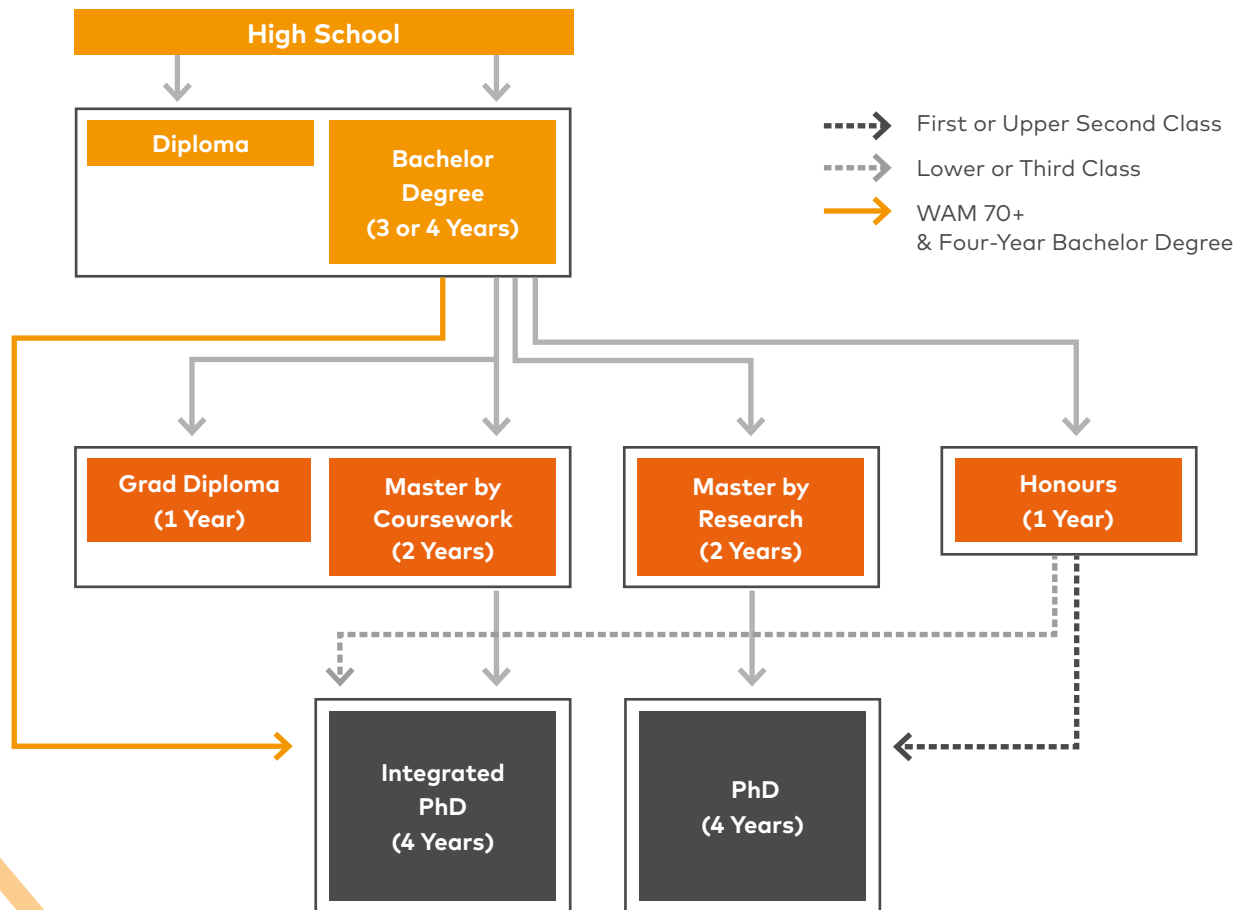 High School
Diploma
Bachelor
Degree
(3 or 4 Years)
First or Upper Second Class
Lower or Third Class
WAM 70+
& Four-Year Bachelor Degree
Grad Diploma
(1 Year)
Master by
Coursework
(2 Years)
Master by
Research
(2 Years)
Honours
(1 Year)
Integrated
PhD
(4 Years)
PhD
(4 Years)